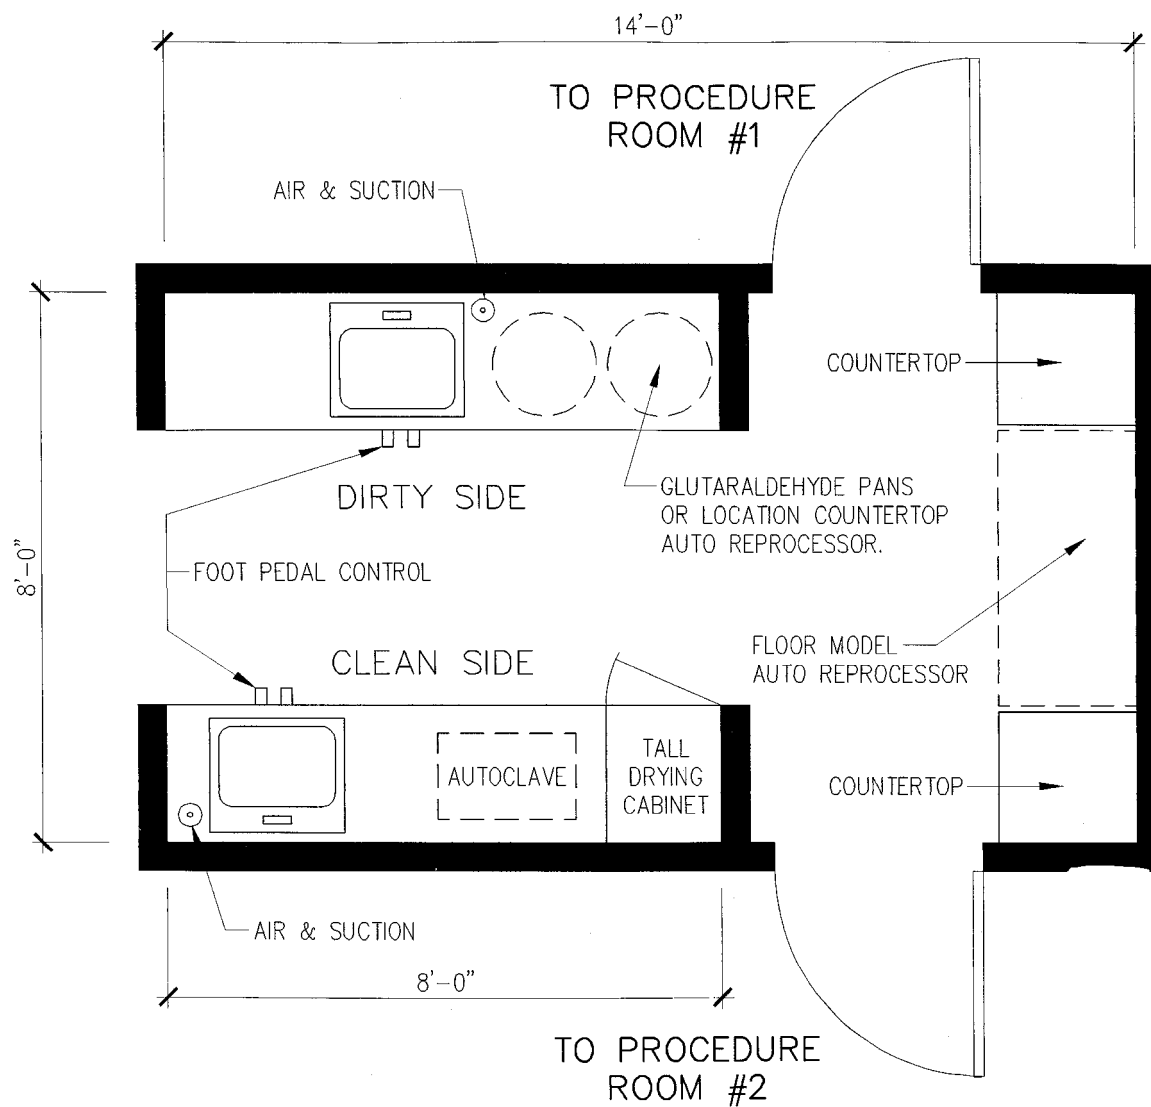 14'-0"
TO PROCEDURE
ROOM #1
AIR & SUCTION
COUNTERTOP
GLUTARALDEHYDE PANS
OR LOCATION COUNTERTOP
AUTO REPROCESSOR.
DIRTY SIDE
8'-0"
FOOT PEDAL CONTROL
FLOOR MODEL
AUTO REPROCESSOR
CLEAN SIDE
TALL
DRYING
CABINET
AUTOCLAVE
COUNTERTOP
AIR & SUCTION
8'-0"
TO PROCEDURE
ROOM #2